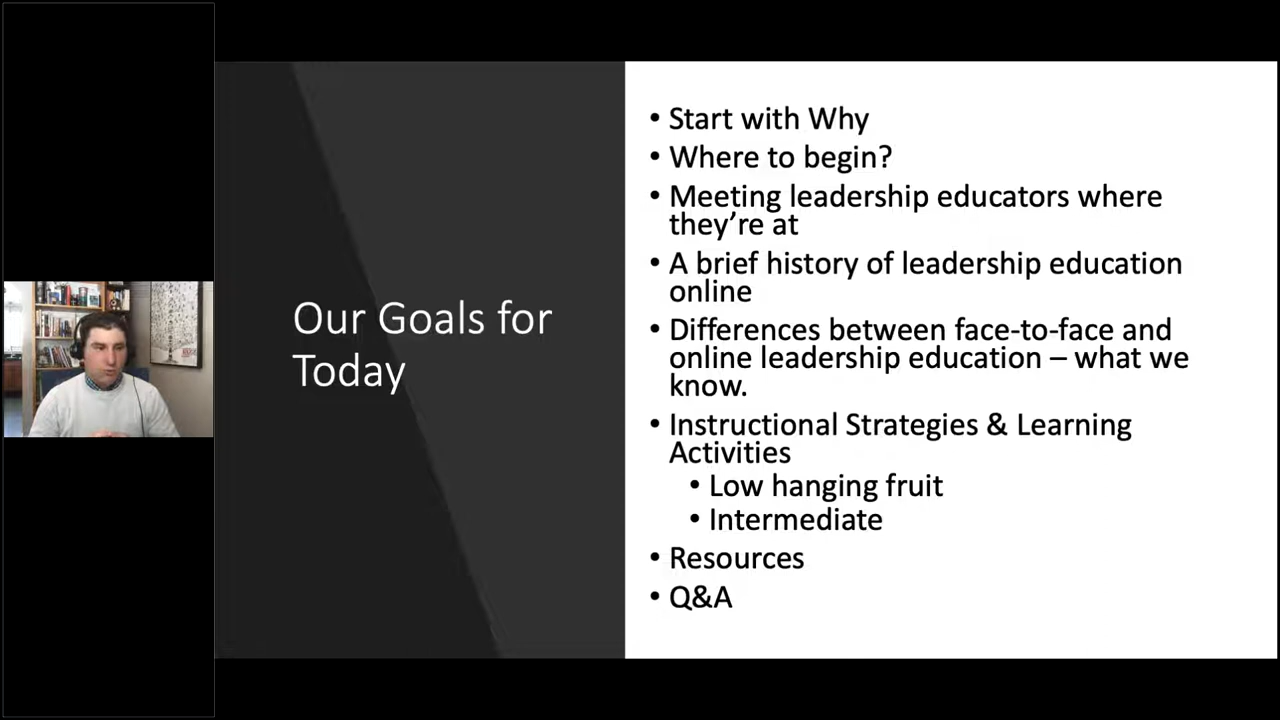 Our Goals for
Today
• Start with Why
• Where to begin?
• Meeting leadership educators where
they're at
• A brief history of leadership education
online
• Differences between face-to-face and
online leadership education – what we
know.
• Instructional Strategies & Learning
Activities
• Low hanging fruit
• Intermediate
• Resources
• Q&A